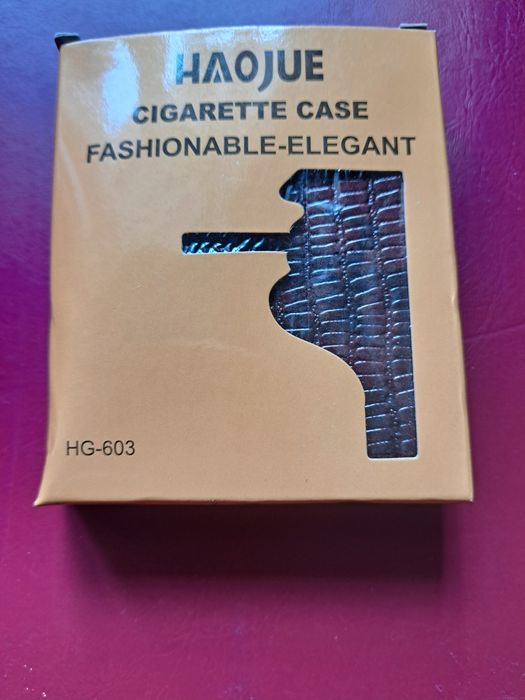 HAOJUE
CIGARETTE CASE
FASHIONABLE-ELEGANT
HG-603